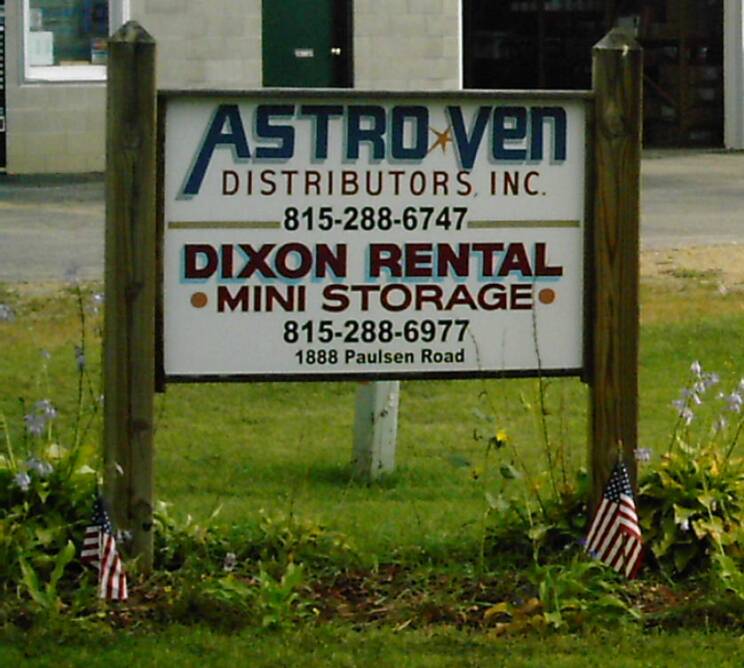 ASTRO VEN
DISTRIBUTORS, INC.
815-288-6747
DIXON RENTAL
• MINI STORAGE •
815-288-6977
1888 Paulsen Road